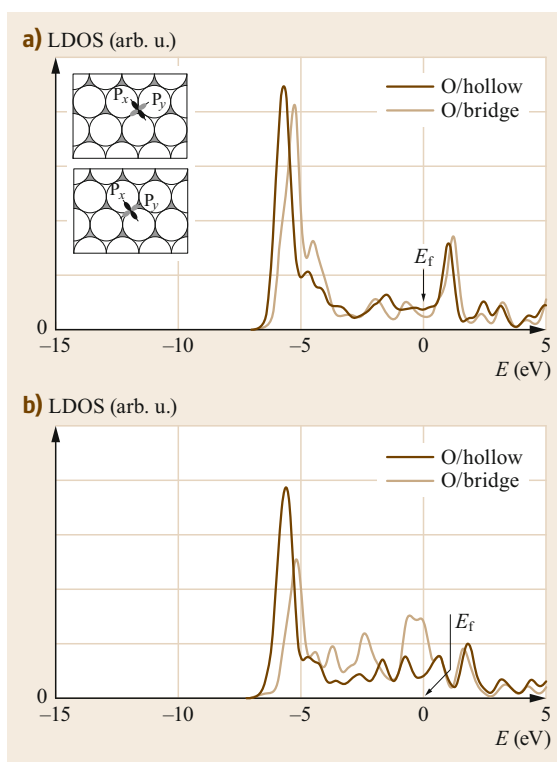 a) LDOS (arb. u.)
Px Py
Px Py
O/hollow
O/bridge
Ef
0
−15 −10 −5 0 5
E (eV)
b) LDOS (arb. u.)
O/hollow
O/bridge
Ef
0
−15 −10 −5 0 5
E (eV)